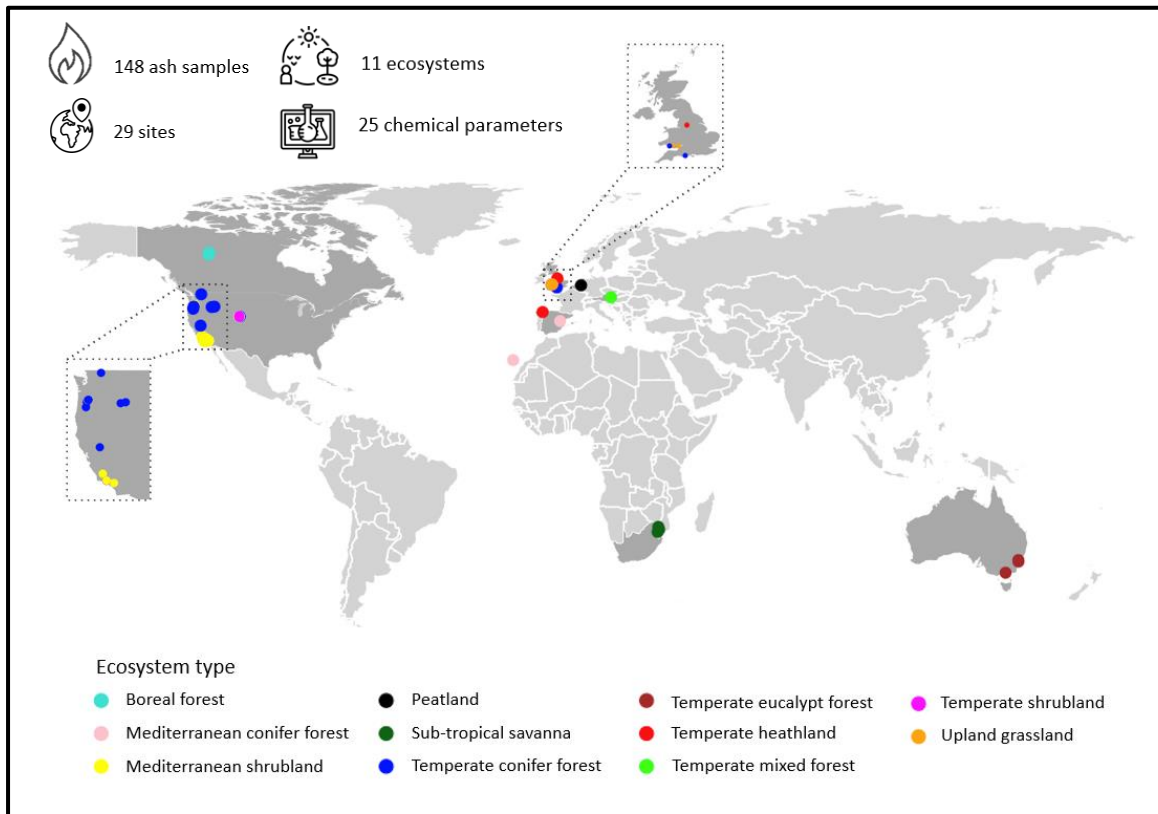 148 ash samples
11 ecosystems
29 sites
25 chemical parameters
Ecosystem type
Boreal forest
Peatland
Temperate eucalypt forest
Temperate shrubland
Mediterranean conifer forest
Sub-tropical savanna
Temperate heathland
Upland grassland
Mediterranean shrubland
Temperate conifer forest
Temperate mixed forest